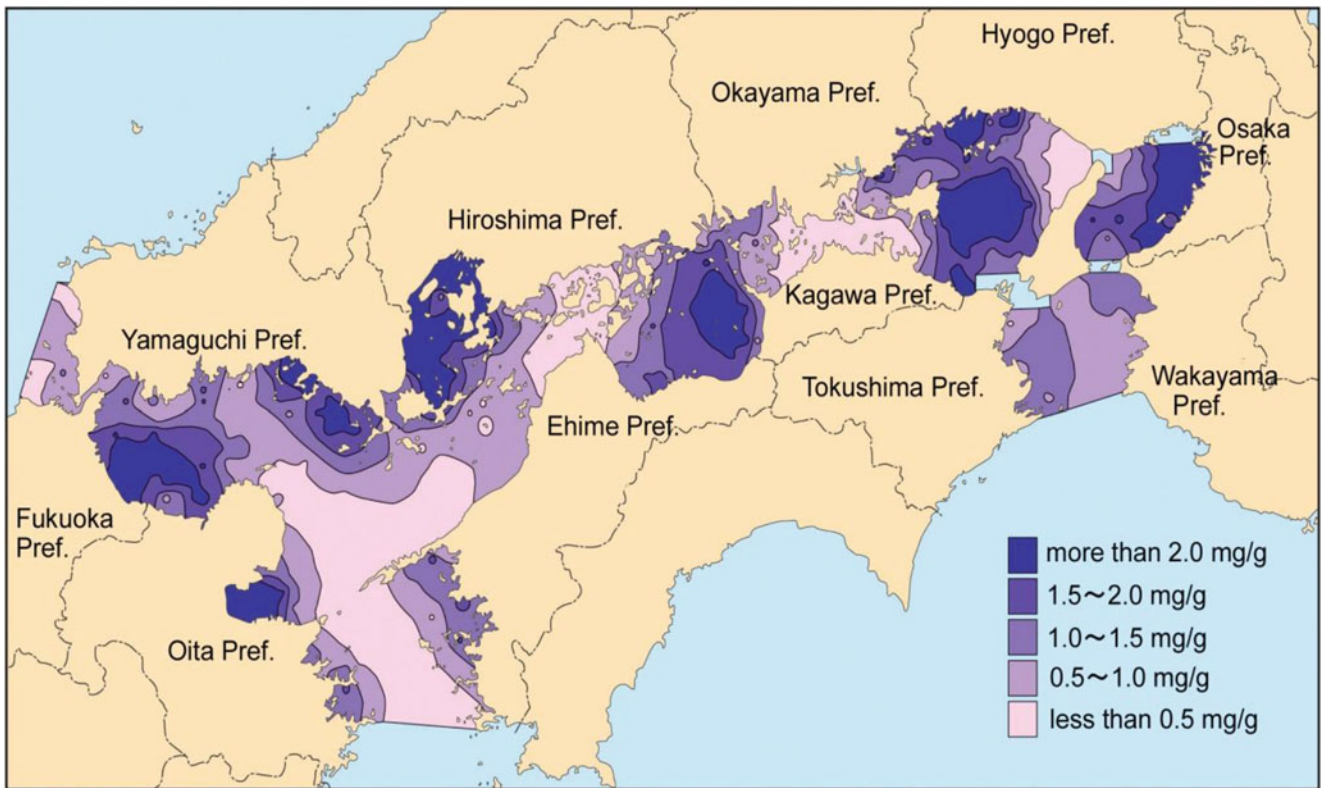 Hyogo Pref.
Okayama Pref.
Osaka
Pref.
Hiroshima Pref.
Kagawa Pref.
Yamaguchi Pref.
Tokushima Pref.
Wakayama
Pref.
Ehime Pref.
Fukuoka
Pref.
Oita Pref.
more than 2.0 mg/g
1.5～2.0 mg/g
1.0～1.5 mg/g
0.5～1.0 mg/g
less than 0.5 mg/g